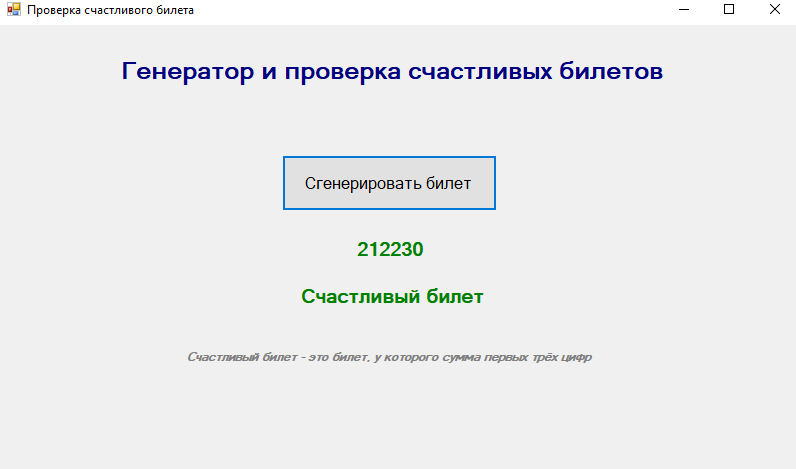 Проверка счастливого билета
Генератор и проверка счастливых билетов
Сгенерировать билет
212230
Счастливый билет
Счастливый билет - это билет, у которого сумма первых трёх цифр